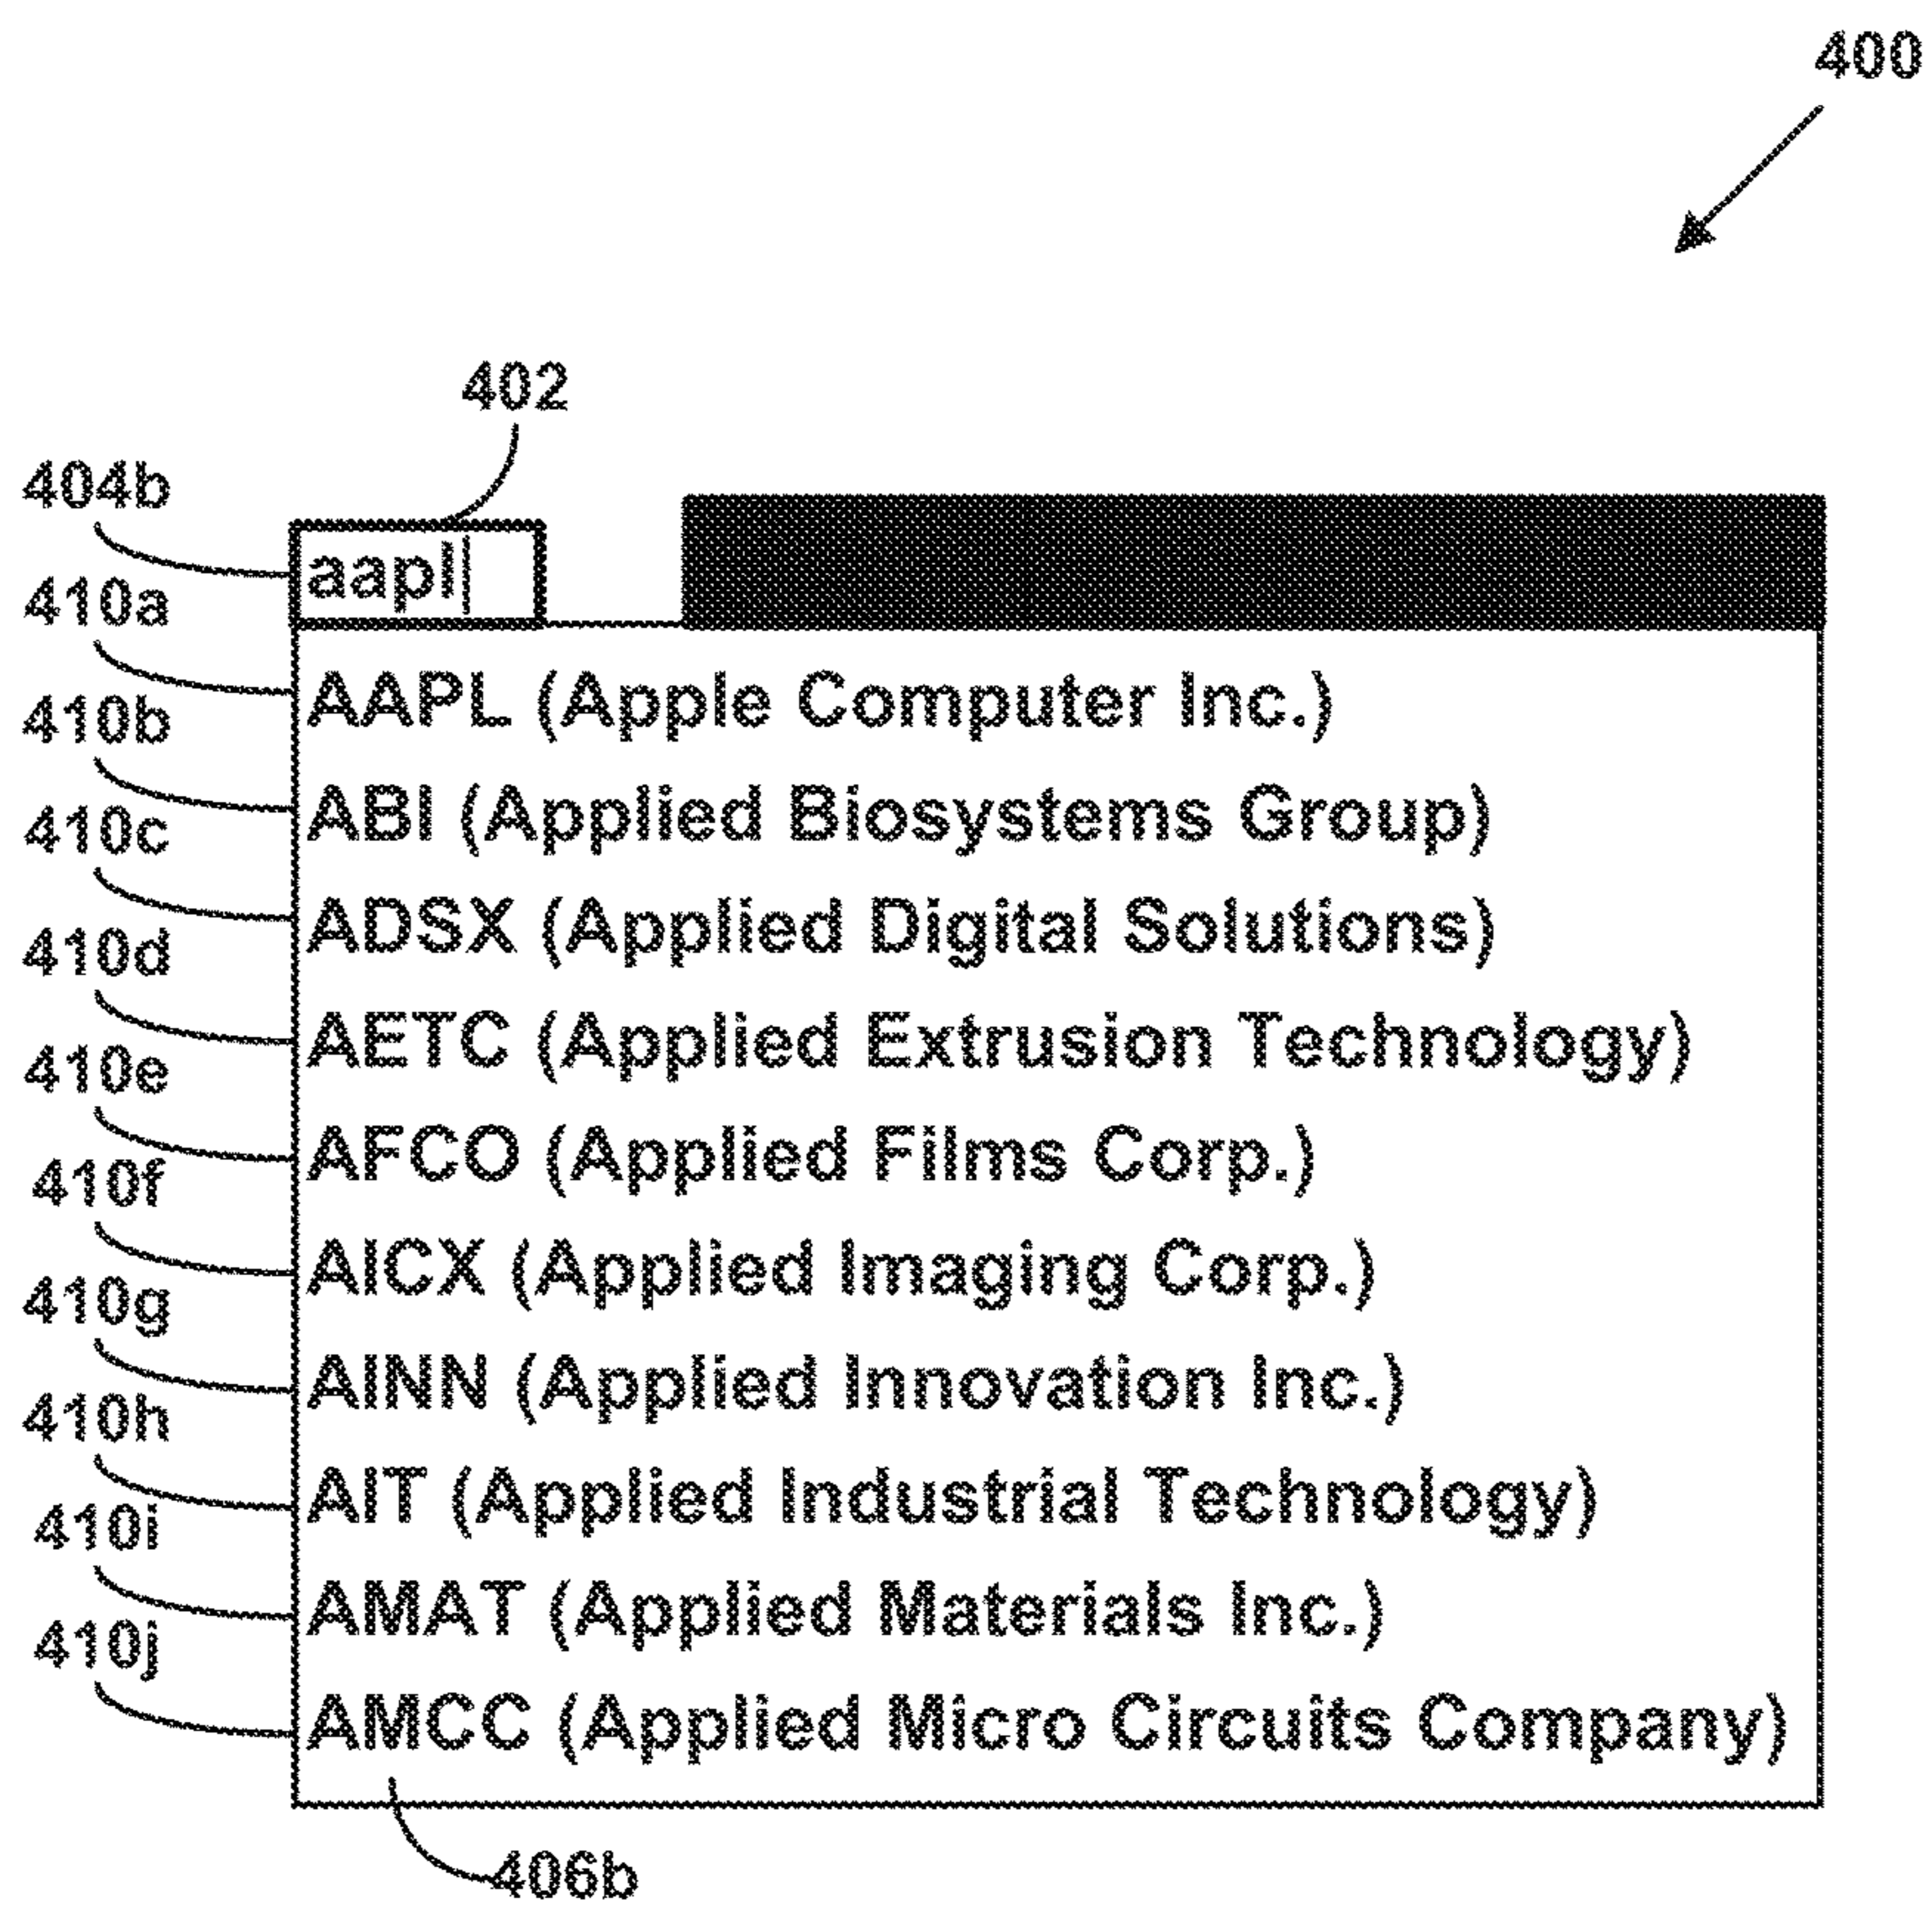 400
402
404b
aapl
410a
AAPL (Apple Computer Inc.)
410b
ABI (Applied Biosystems Group)
410c
ADSX (Applied Digital Solutions)
410d
AETC (Applied Extrusion Technology)
410e
AFCO (Applied Films Corp.)
410f
AICX (Applied Imaging Corp.)
410g
AINN (Applied Innovation Inc.)
410h
AIT (Applied Industrial Technology)
410i
AMAT (Applied Materials Inc.)
410j
AMCC (Applied Micro Circuits Company)
406b